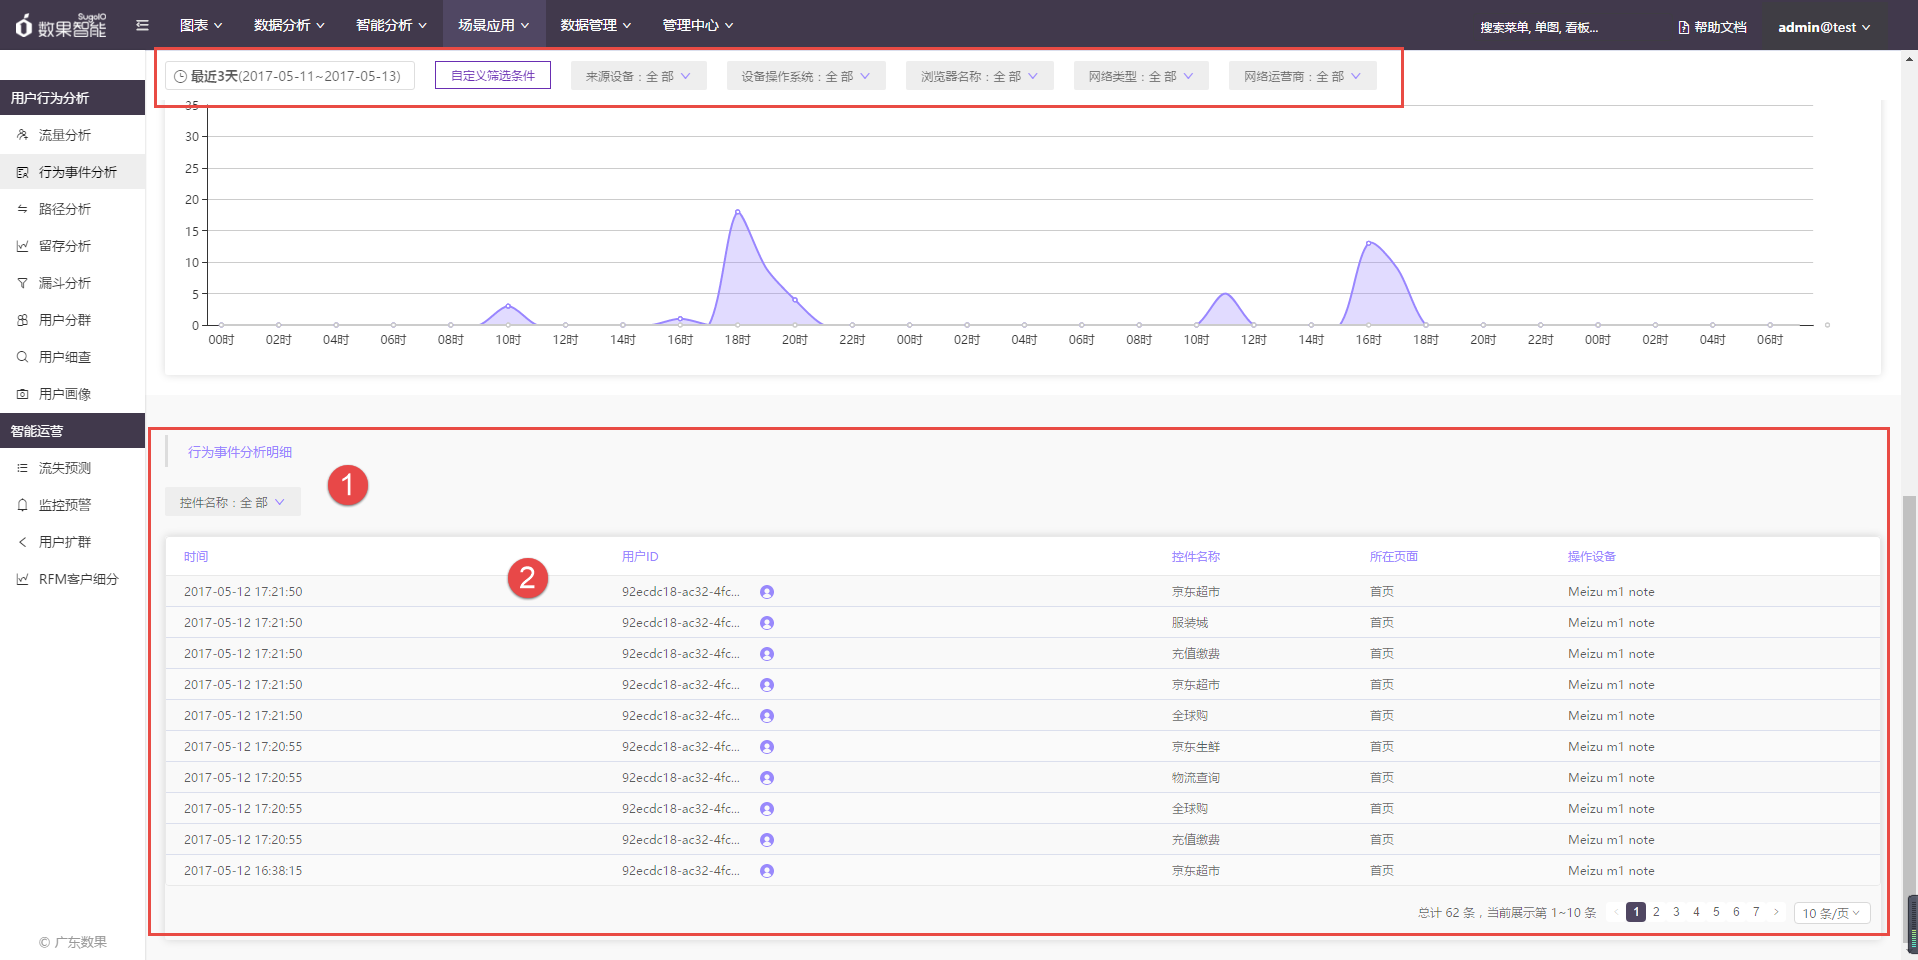 SugoIO
数果智能
图表
数据分析
智能分析
场景应用
数据管理
管理中心
搜索菜单, 单图, 看板...
帮助文档
admin@test
最近3天(2017-05-11~2017-05-13)
自定义筛选条件
来源设备：全 部
设备操作系统：全 部
浏览器名称：全 部
网络类型：全 部
网络运营商：全 部
用户行为分析
流量分析
行为事件分析
路径分析
留存分析
漏斗分析
用户分群
用户细查
用户画像
智能运营
流失预测
监控预警
用户扩群
RFM客户细分
© 广东数果
35
30
25
20
15
10
5
0
00时 02时 04时 06时 08时 10时 12时 14时 16时 18时 20时 22时 00时 02时 04时 06时 08时 10时 12时 14时 16时 18时 20时 22时 00时 02时 04时 06时
行为事件分析明细
1
控件名称：全 部
2
时间 用户ID 控件名称 所在页面 操作设备
2017-05-12 17:21:50 92ecdc18-ac32-4fc... 京东超市 首页 Meizu m1 note
2017-05-12 17:21:50 92ecdc18-ac32-4fc... 服装城 首页 Meizu m1 note
2017-05-12 17:21:50 92ecdc18-ac32-4fc... 充值缴费 首页 Meizu m1 note
2017-05-12 17:21:50 92ecdc18-ac32-4fc... 京东超市 首页 Meizu m1 note
2017-05-12 17:21:50 92ecdc18-ac32-4fc... 全球购 首页 Meizu m1 note
2017-05-12 17:20:55 92ecdc18-ac32-4fc... 京东生鲜 首页 Meizu m1 note
2017-05-12 17:20:55 92ecdc18-ac32-4fc... 物流查询 首页 Meizu m1 note
2017-05-12 17:20:55 92ecdc18-ac32-4fc... 全球购 首页 Meizu m1 note
2017-05-12 17:20:55 92ecdc18-ac32-4fc... 充值缴费 首页 Meizu m1 note
2017-05-12 16:38:15 92ecdc18-ac32-4fc... 京东超市 首页 Meizu m1 note
总计 62 条，当前展示第 1~10 条 < 1 2 3 4 5 6 7 > 10 条/页